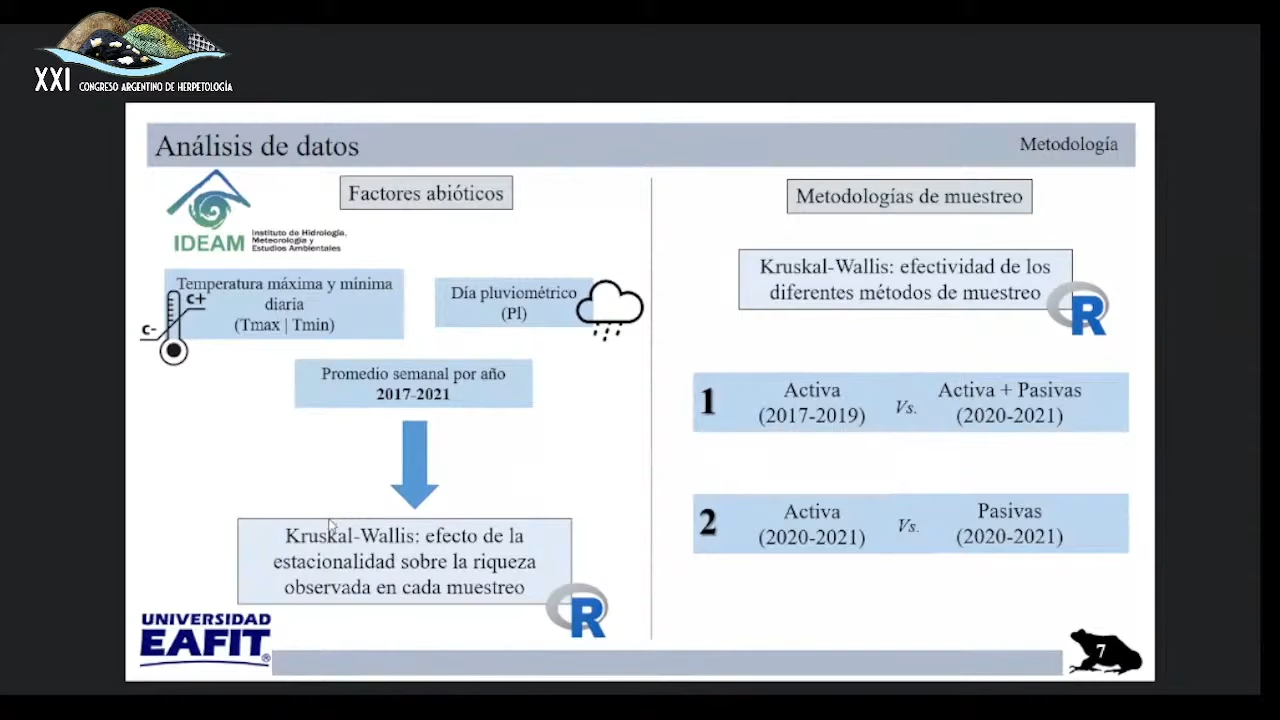 XXI CONGRESO ARGENTINO DE HERPETOLOGÍA
Análisis de datos
Metodología
IDEAM
Instituto de Hidrología,
Meteorología y
Estudios Ambientales
Factores abióticos
Temperatura máxima y mínima
diaria
(Tmax | Tmin)
C+
C-
Día pluviométrico
(Pl)
Promedio semanal por año
2017-2021
Kruskal-Wallis: efecto de la
estacionalidad sobre la riqueza
observada en cada muestreo
R
UNIVERSIDAD
EAFIT®
Metodologías de muestreo
Kruskal-Wallis: efectividad de los
diferentes métodos de muestreo
R
1
Activa
(2017-2019)
Vs.
Activa + Pasivas
(2020-2021)
2
Activa
(2020-2021)
Vs.
Pasivas
(2020-2021)
7